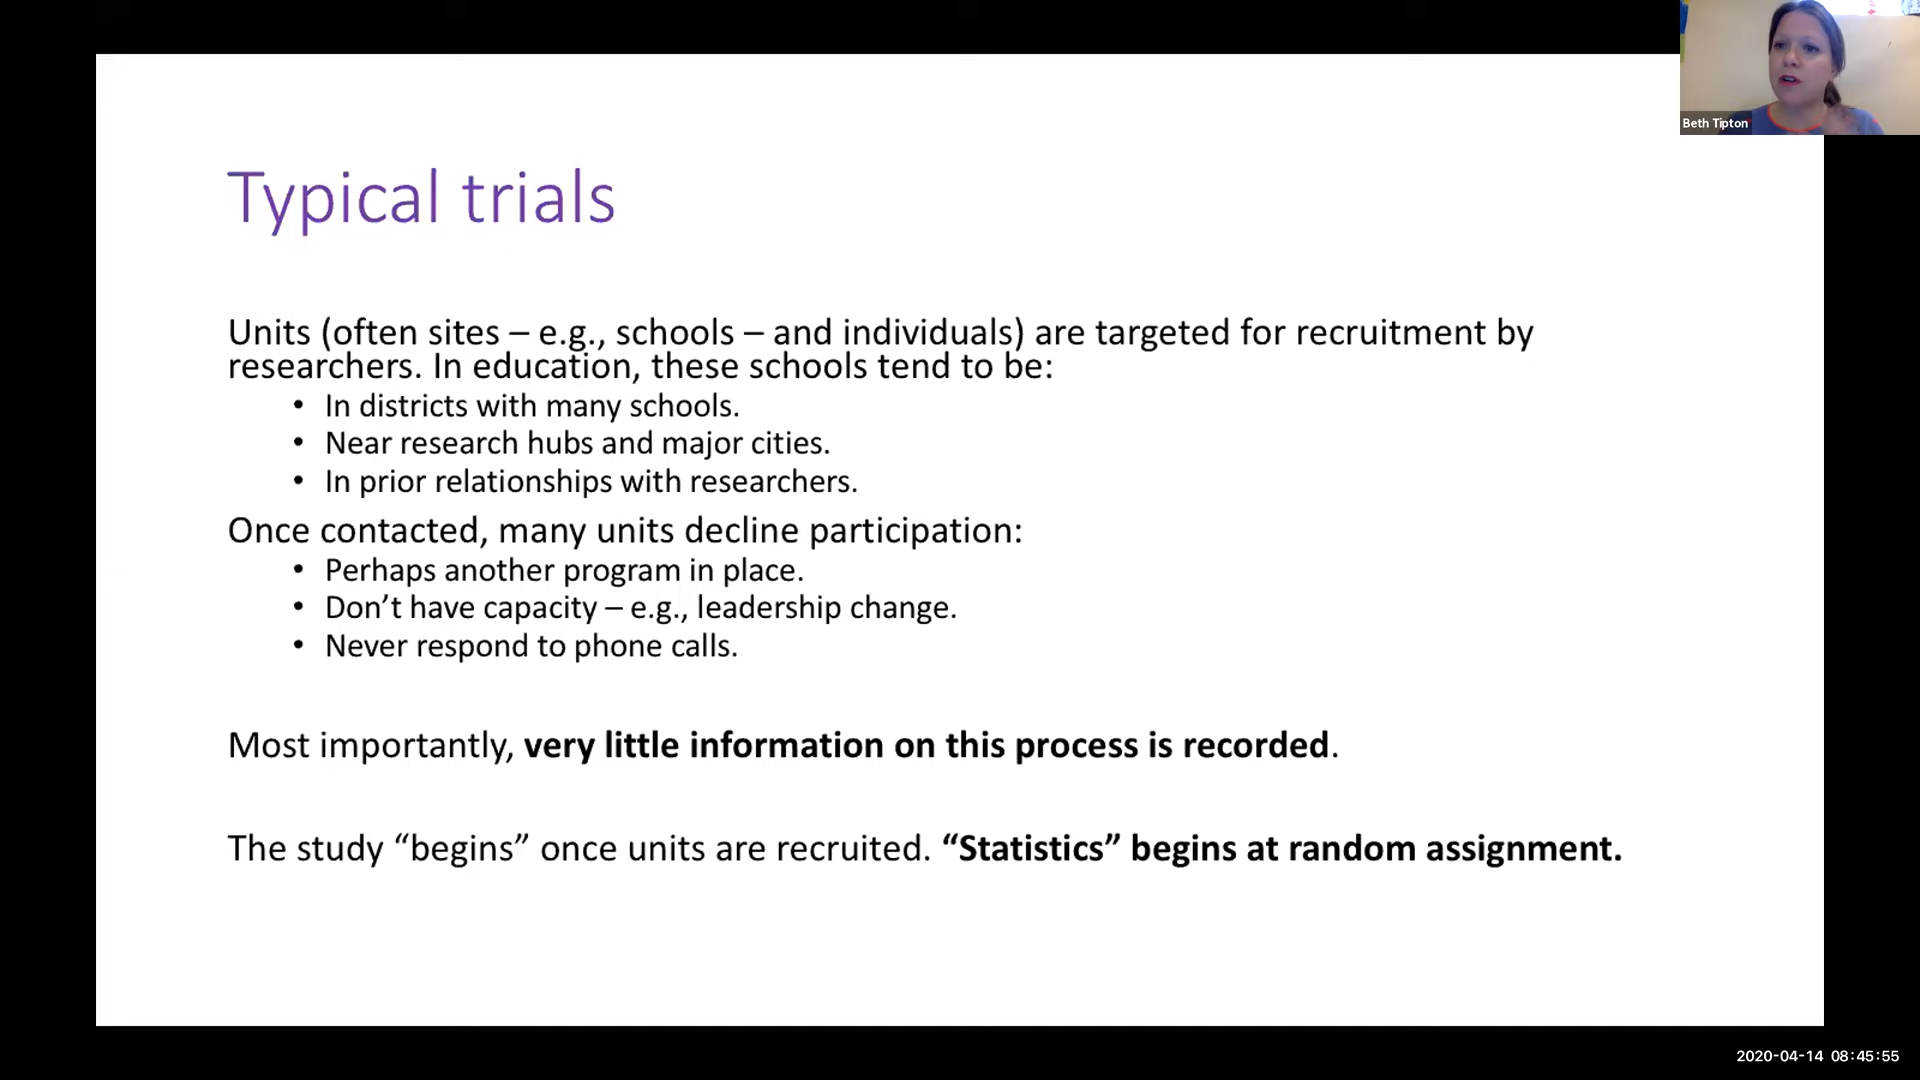 Beth Tipton
Typical trials
Units (often sites – e.g., schools – and individuals) are targeted for recruitment by
researchers. In education, these schools tend to be:
• In districts with many schools.
• Near research hubs and major cities.
• In prior relationships with researchers.
Once contacted, many units decline participation:
• Perhaps another program in place.
• Don’t have capacity – e.g., leadership change.
• Never respond to phone calls.
Most importantly, very little information on this process is recorded.
The study “begins” once units are recruited. “Statistics” begins at random assignment.
2020-04-14 08:45:55